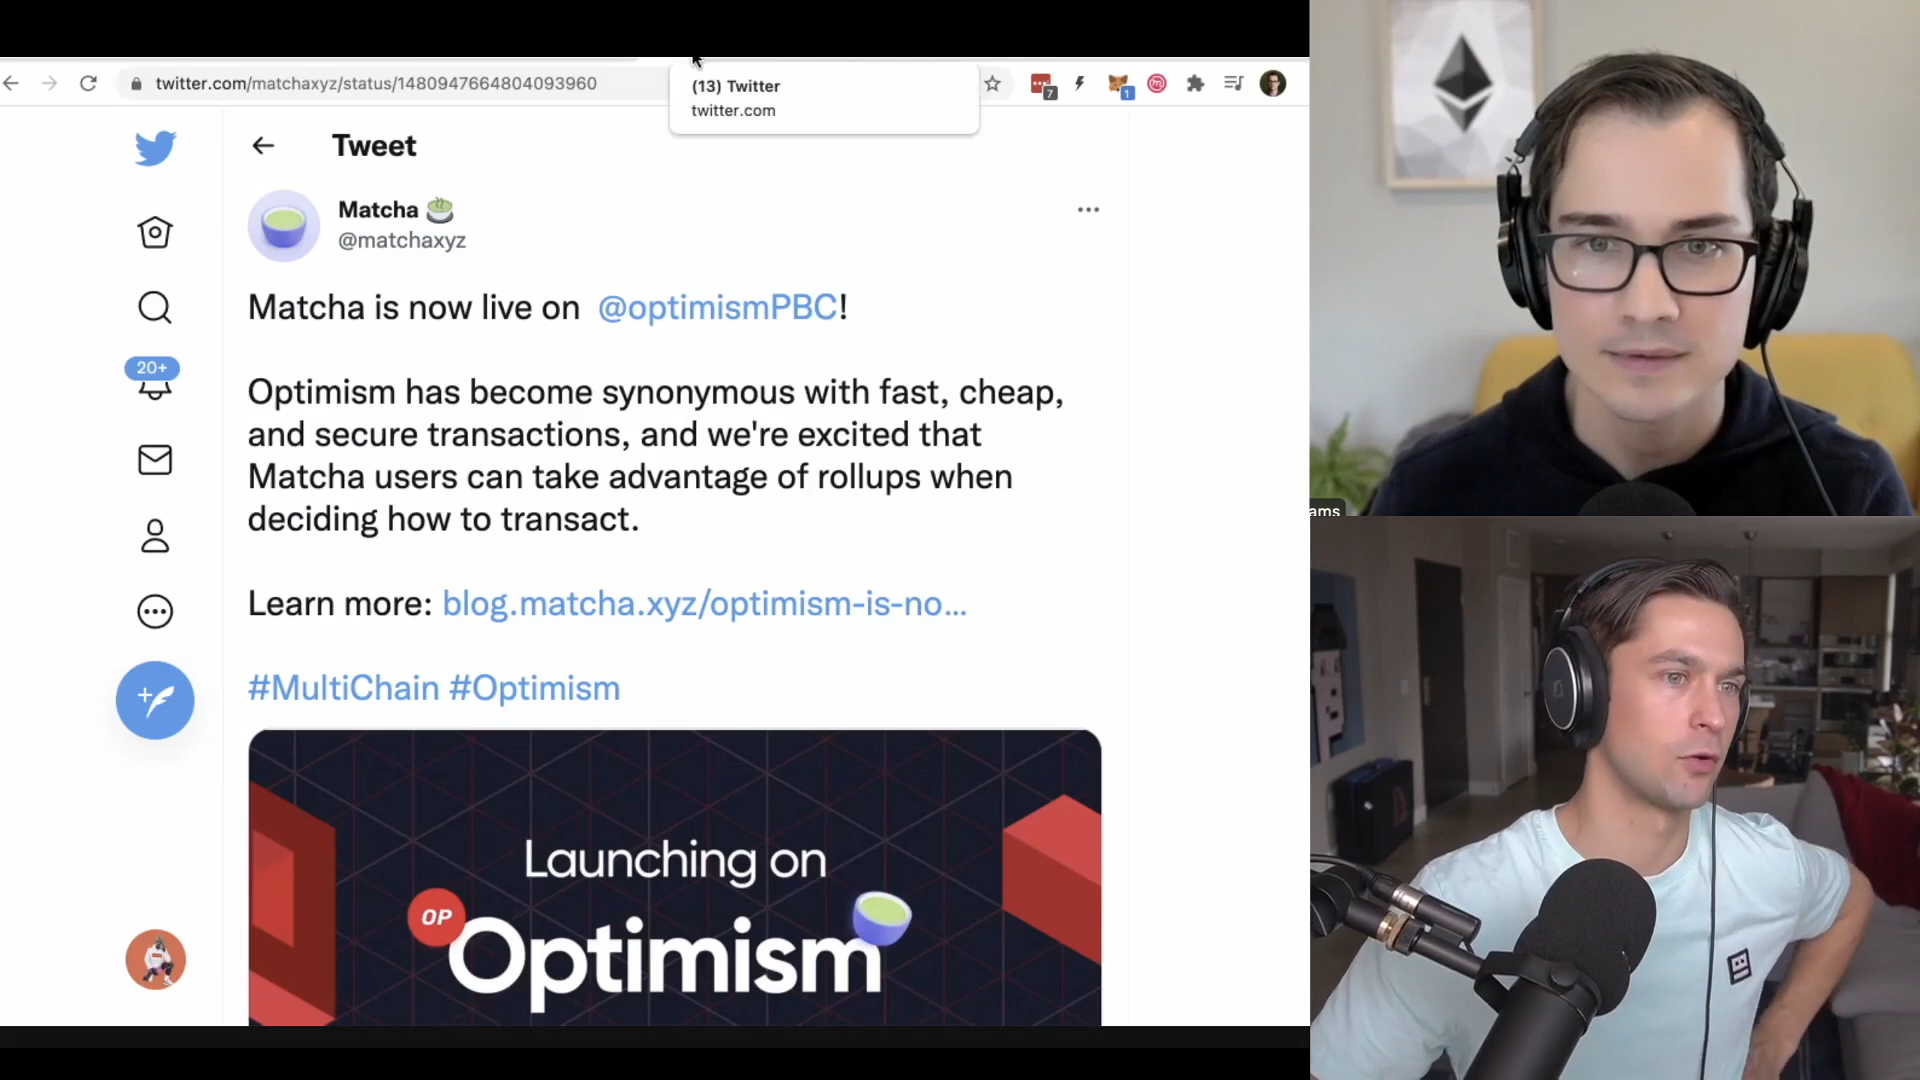 twitter.com/matchaxyz/status/1480947664804093960
(13) Twitter
twitter.com
7
1
Tweet
Matcha
@matchaxyz
Matcha is now live on @optimismPBC!
Optimism has become synonymous with fast, cheap,
and secure transactions, and we're excited that
Matcha users can take advantage of rollups when
deciding how to transact.
Learn more: blog.matcha.xyz/optimism-is-no...
#MultiChain #Optimism
20+
Launching on
OP
Optimism
ams